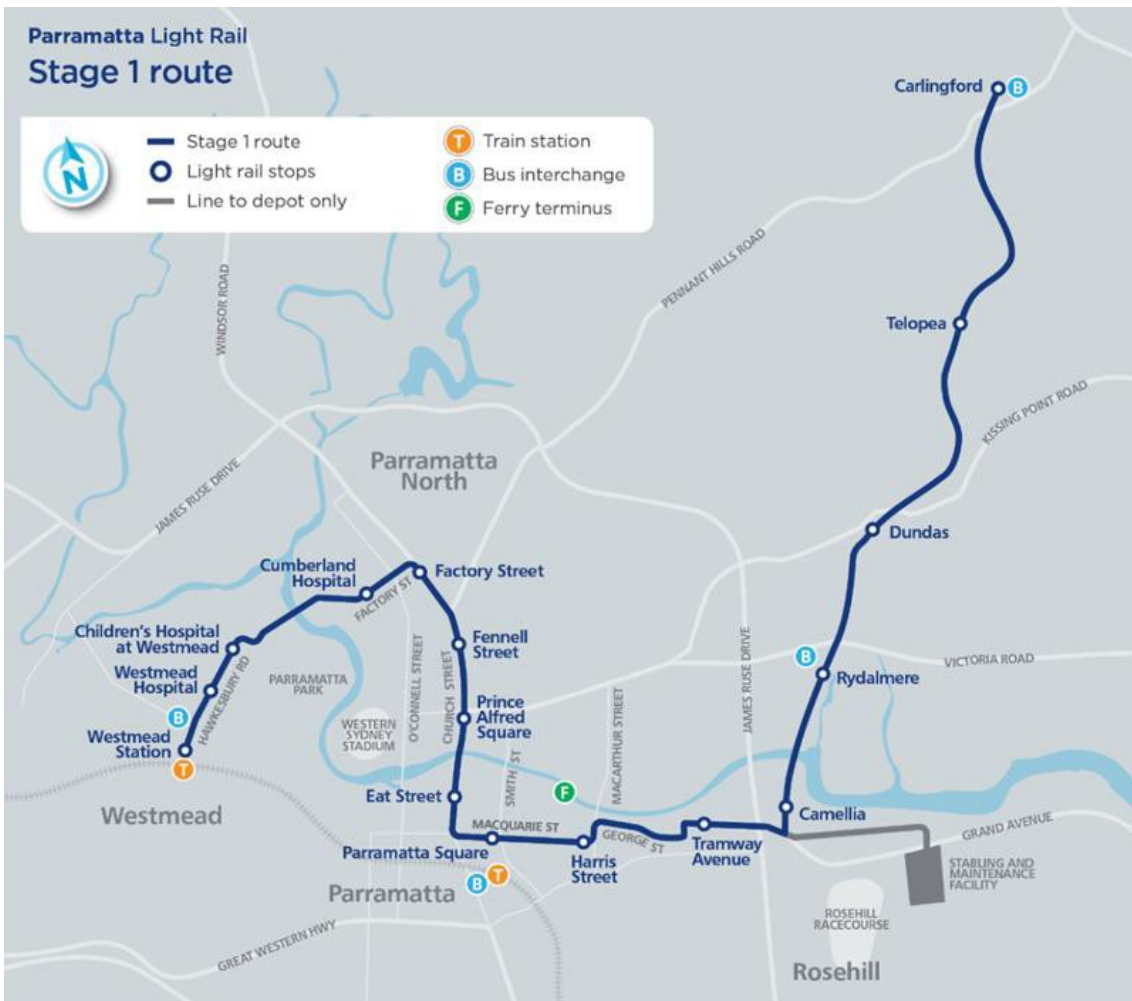 Parramatta Light Rail
Stage 1 route
N
Stage 1 route
Light rail stops
Line to depot only
T Train station
B Bus interchange
F Ferry terminus
Carlingford
B
PENNANT HILLS ROAD
WINDSOR ROAD
Telopea
KISSING POINT ROAD
Parramatta
North
JAMES RUSE DRIVE
Dundas
Cumberland
Hospital
Factory Street
FACTORY ST
Children's Hospital
at Westmead
Fennell
Street
Westmead
Hospital
HAWKESBURY RD
PARRAMATTA
PARK
O'CONNELL STREET
CHURCH STREET
JAMES RUSE DRIVE
B
VICTORIA ROAD
Rydalmere
Prince
Alfred
Square
MACARTHUR STREET
B
Westmead
Station
T
WESTERN
SYDNEY
STADIUM
SMITH ST
Westmead
Eat Street
F
Camellia
MACQUARIE ST
GEORGE ST
GRAND AVENUE
Parramatta Square
Harris
Street
Tramway
Avenue
STABLING AND
MAINTENANCE
FACILITY
B
T
Parramatta
ROSEHILL
RACECOURSE
GREAT WESTERN HWY
Rosehill